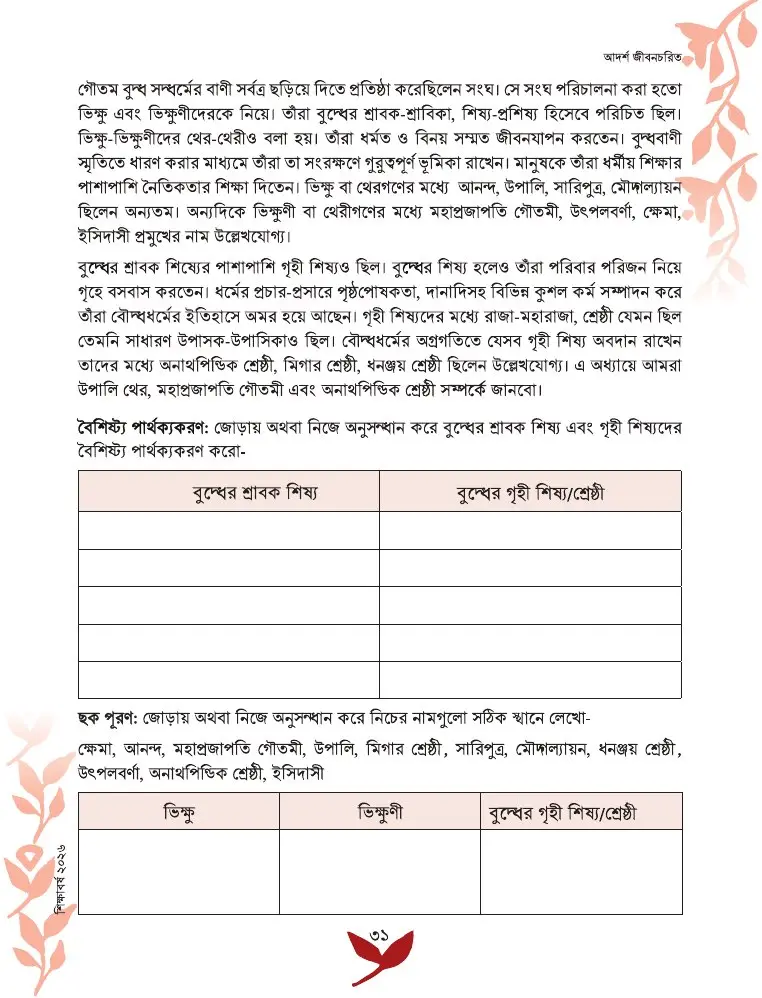 আদর্শ জীবনচরিত
গৌতম বুদ্ধ সদ্ধর্মের বাণী সর্বত্র ছড়িয়ে দিতে প্রতিষ্ঠা করেছিলেন সংঘ। সে সংঘ পরিচালনা করা হতো
ভিক্ষু এবং ভিক্ষুণীদেরকে নিয়ে। তাঁরা বুদ্ধের শ্রাবক-শ্রাবিকা, শিষ্য-প্রশিষ্য হিসেবে পরিচিত ছিল।
ভিক্ষু-ভিক্ষুণীদের থের-থেরীও বলা হয়। তাঁরা ধর্মত ও বিনয় সম্মত জীবনযাপন করতেন। বুদ্ধবাণী
স্মৃতিতে ধারণ করার মাধ্যমে তাঁরা তা সংরক্ষণে গুরুত্বপূর্ণ ভূমিকা রাখেন। মানুষকে তাঁরা ধর্মীয় শিক্ষার
পাশাপাশি নৈতিকতার শিক্ষা দিতেন। ভিক্ষু বা থেরগণের মধ্যে আনন্দ, উপালি, সারিপুত্র, মৌদ্গল্যায়ন
ছিলেন অন্যতম। অন্যদিকে ভিক্ষুণী বা থেরীগণের মধ্যে মহাপ্রজাপতি গৌতমী, উৎপলবর্ণা, ক্ষেমা,
ইসিদাসী প্রমুখের নাম উল্লেখযোগ্য।
বুদ্ধের শ্রাবক শিষ্যের পাশাপাশি গৃহী শিষ্যও ছিল। বুদ্ধের শিষ্য হলেও তাঁরা পরিবার পরিজন নিয়ে
গৃহে বসবাস করতেন। ধর্মের প্রচার-প্রসারে পৃষ্ঠপোষকতা, দানাদিসহ বিভিন্ন কুশল কর্ম সম্পাদন করে
তাঁরা বৌদ্ধধর্মের ইতিহাসে অমর হয়ে আছেন। গৃহী শিষ্যদের মধ্যে রাজা-মহারাজা, শ্রেষ্ঠী যেমন ছিল
তেমনি সাধারণ উপাসক-উপাসিকাও ছিল। বৌদ্ধধর্মের অগ্রগতিতে যেসব গৃহী শিষ্য অবদান রাখেন
তাদের মধ্যে অনাথপিন্ডিক শ্রেষ্ঠী, মিগার শ্রেষ্ঠী, ধনঞ্জয় শ্রেষ্ঠী ছিলেন উল্লেখযোগ্য। এ অধ্যায়ে আমরা
উপালি থের, মহাপ্রজাপতি গৌতমী এবং অনাথপিন্ডিক শ্রেষ্ঠী সম্পর্কে জানবো।
বৈশিষ্ট্য পার্থক্যকরণ: জোড়ায় অথবা নিজে অনুসন্ধান করে বুদ্ধের শ্রাবক শিষ্য এবং গৃহী শিষ্যদের
বৈশিষ্ট্য পার্থক্যকরণ করো-
বুদ্ধের শ্রাবক শিষ্য
বুদ্ধের গৃহী শিষ্য/শ্রেষ্ঠী
ছক পূরণ: জোড়ায় অথবা নিজে অনুসন্ধান করে নিচের নামগুলো সঠিক স্থানে লেখো-
ক্ষেমা, আনন্দ, মহাপ্রজাপতি গৌতমী, উপালি, মিগার শ্রেষ্ঠী, সারিপুত্র, মৌদ্গল্যায়ন, ধনঞ্জয় শ্রেষ্ঠী,
উৎপলবর্ণা, অনাথপিন্ডিক শ্রেষ্ঠী, ইসিদাসী
ভিক্ষু
ভিক্ষুণী
বুদ্ধের গৃহী শিষ্য/শ্রেষ্ঠী
শিক্ষাবর্ষ ২০২৬
৩১